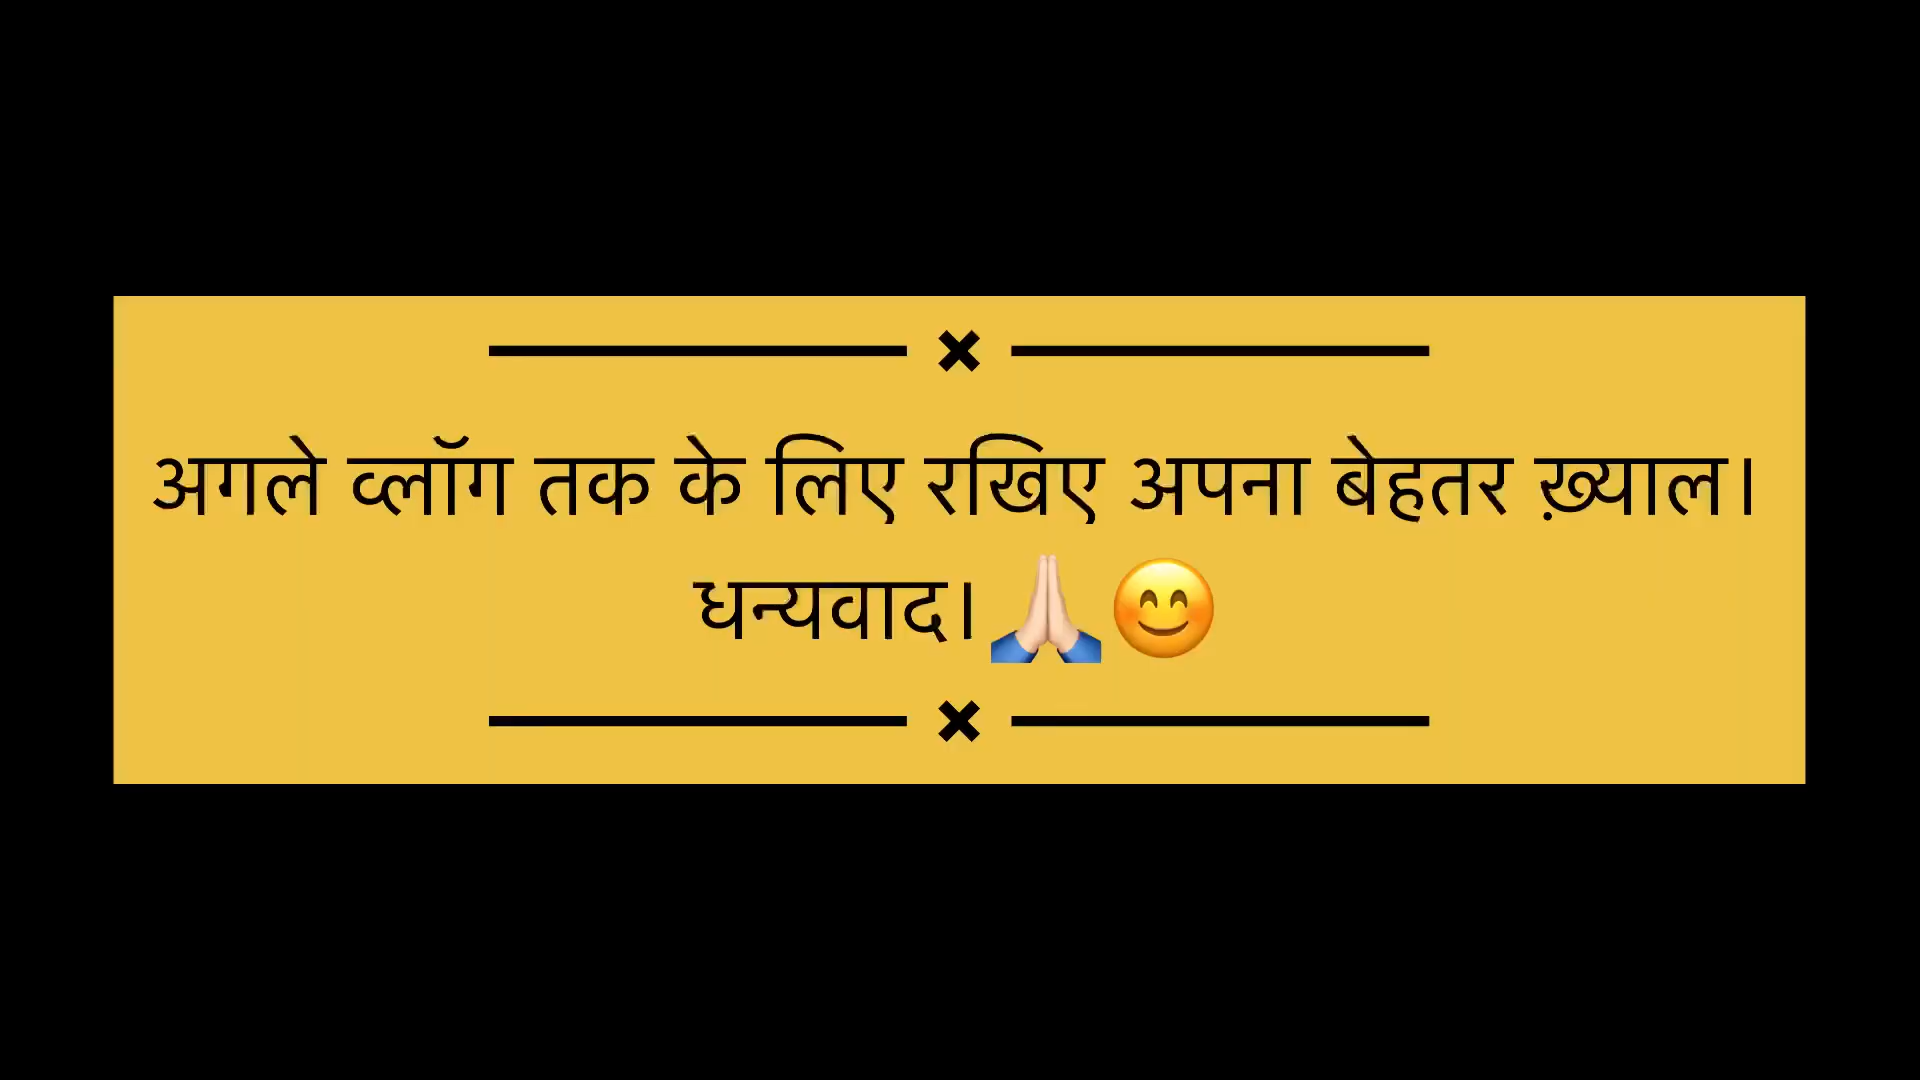 अगले व्लॉग तक के लिए रखिए अपना बेहतर ख़्याल।
धन्यवाद।🙏🏻😊